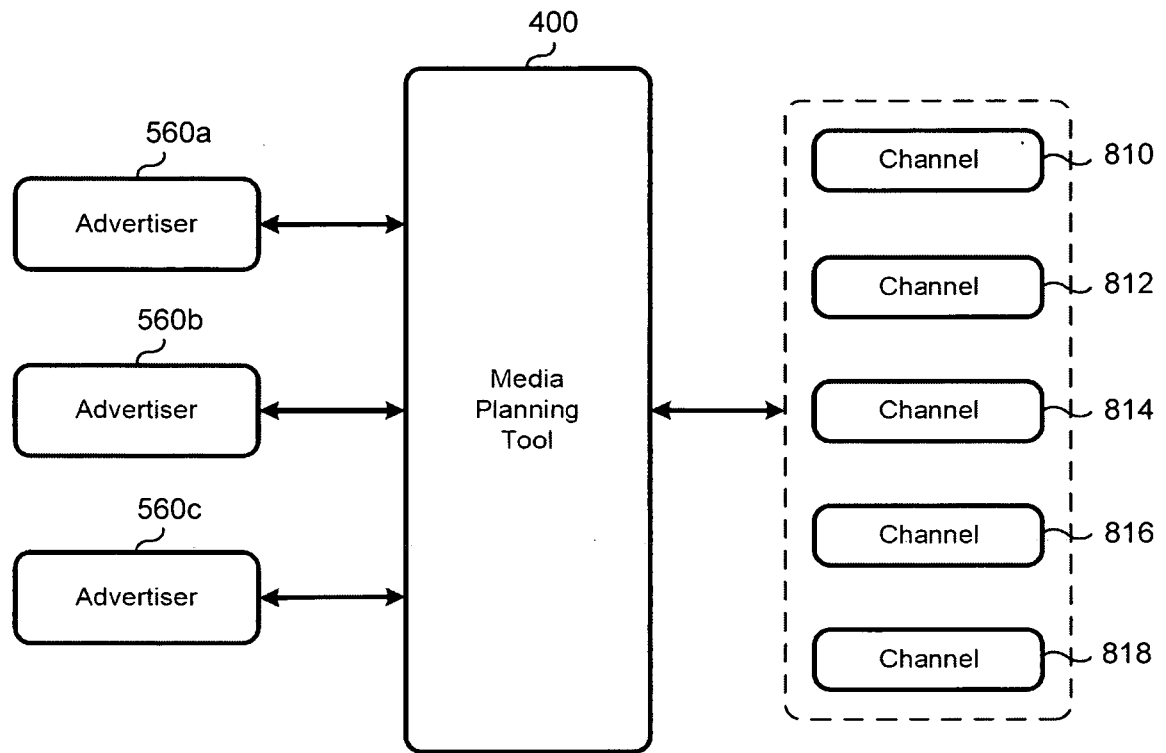 400
560a
Advertiser
560b
Advertiser
560c
Advertiser
Media
Planning
Tool
Channel
810
Channel
812
Channel
814
Channel
816
Channel
818